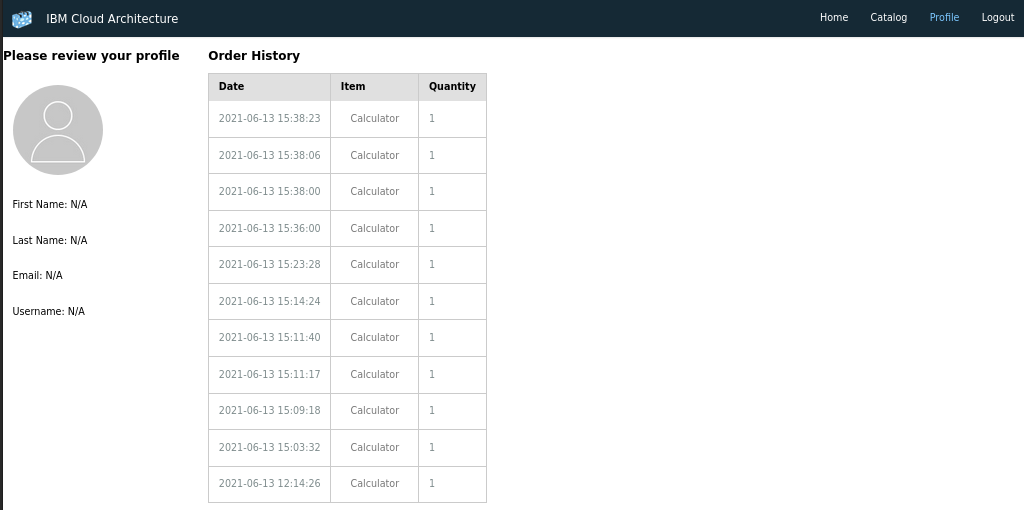 IBM Cloud Architecture
Home Catalog Profile Logout
Please review your profile
First Name: N/A
Last Name: N/A
Email: N/A
Username: N/A
Order History
Date Item Quantity
2021-06-13 15:38:23 Calculator 1
2021-06-13 15:38:06 Calculator 1
2021-06-13 15:38:00 Calculator 1
2021-06-13 15:36:00 Calculator 1
2021-06-13 15:23:28 Calculator 1
2021-06-13 15:14:24 Calculator 1
2021-06-13 15:11:40 Calculator 1
2021-06-13 15:11:17 Calculator 1
2021-06-13 15:09:18 Calculator 1
2021-06-13 15:03:32 Calculator 1
2021-06-13 12:14:26 Calculator 1